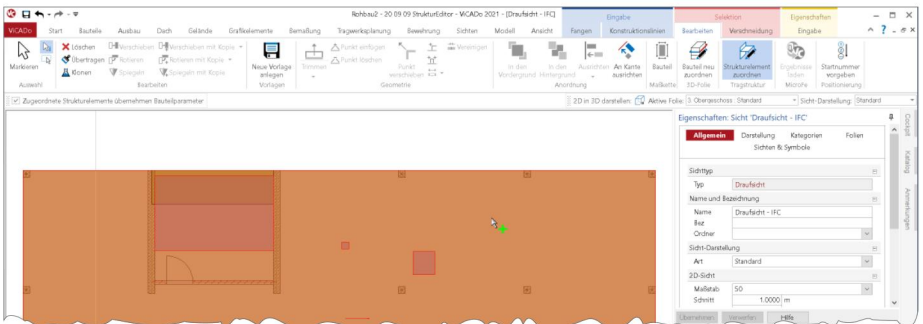 Rohbau2 - 20 09 09 StrukturEditor - ViCADo 2021 - [Draufsicht - IFC]
Eingabe
Selektion
Eigenschaften
ViCADo Start Bauteile Ausbau Dach Gelände Grafikelemente Bemaßung Tragwerksplanung Bewehrung Sichten Modell Ansicht Fangen Konstruktionslinien Bearbeiten Verschneidung Eingabe
Markieren
Löschen Verschieben Verschieben mit Kopie
Übertragen Rotieren Rotieren mit Kopie
Klonen Spiegeln Spiegeln mit Kopie
Neue Vorlage anlegen
Trimmen
Punkt einfügen
Punkt löschen
Punkt verschieben
Vereinigen
In den Vordergrund
In den Hintergrund
Ausrichten
An Kante ausrichten
Bauteil
Bauteil neu zuordnen
Strukturelement zuordnen
Ergebnisse teilen
Startnummer vorgeben
Auswahl Bearbeiten Vorlagen Geometrie Anordnung Maßkette 3D-Folie Tragstruktur MicroFe Positionierung
Zugeordnete Strukturelemente übernehmen Bauteilparameter
2D in 3D darstellen: Aktive Folie: 3. Obergeschoss Standard Sicht-Darstellung: Standard
Eigenschaften: Sicht 'Draufsicht - IFC'
Allgemein Darstellung Kategorien Folien
Sichten & Symbole
Sichttyp
Typ Draufsicht
Name und Bezeichnung
Name Draufsicht - IFC
Bez
Ordner
Sicht-Darstellung
Art Standard
2D-Sicht
Maßstab 50
Schnitt 1.0000 m
Übernehmen Verwerfen Hilfe
Cockpit
Katalog
Anmerkungen